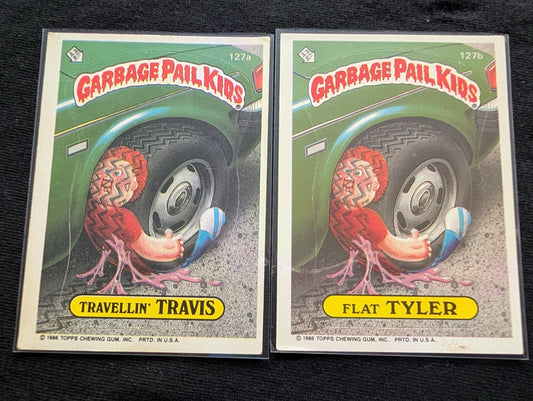 127a
GARBAGE PAIL KIDS
TRAVELLIN' TRAVIS
© 1986 TOPPS CHEWING GUM, INC. PRTD. IN U.S.A.
127b
GARBAGE PAIL KIDS
FLAT TYLER
© 1986 TOPPS CHEWING GUM, INC. PRTD. IN U.S.A.